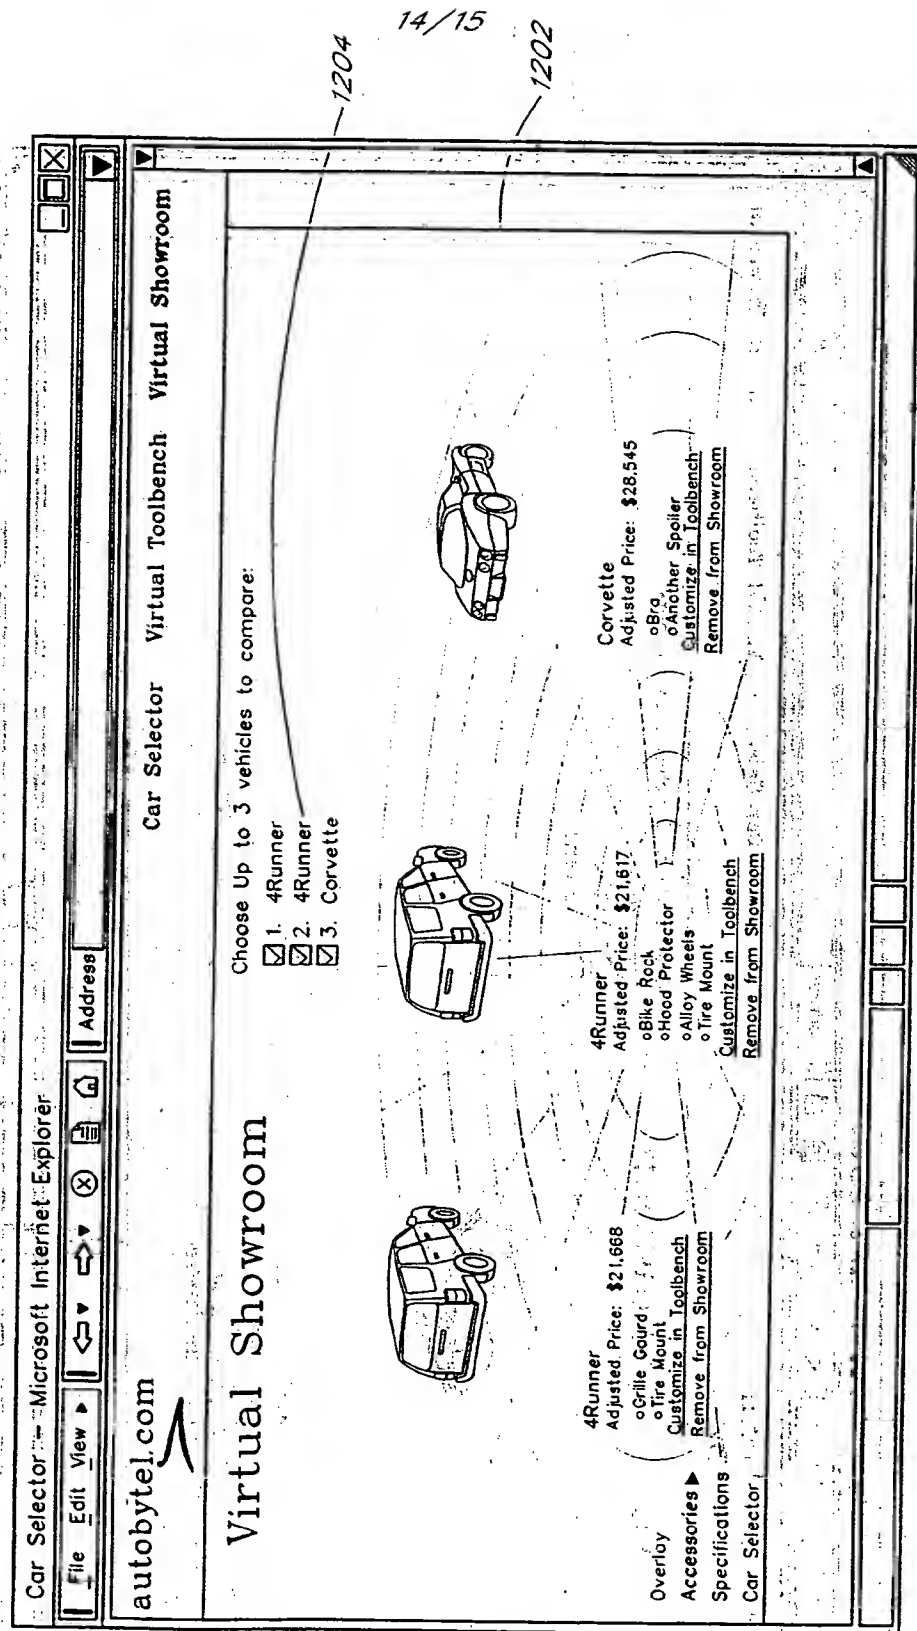 14/15
Car Selector - Microsoft Internet Explorer
File Edit View
Address
autobytel.com
Car Selector Virtual Toolbench Virtual Showroom
Virtual Showroom
Choose Up to 3 vehicles to compare:
1. 4Runner
2. 4Runner
3. Corvette
1204
1202
4Runner
Adjusted Price: $21,668
o Grille Gourd
o Tire Mount
Customize in Toolbench
Remove from Showroom
4Runner
Adjusted Price: $21,617
o Bike Rock
o Hood Protector
o Alloy Wheels
o Tire Mount
Customize in Toolbench
Remove from Showroom
Corvette
Adjusted Price: $28,545
o Bra
o Another Spoiler
Customize in Toolbench
Remove from Showroom
Overlay
Accessories
Specifications
Car Selector